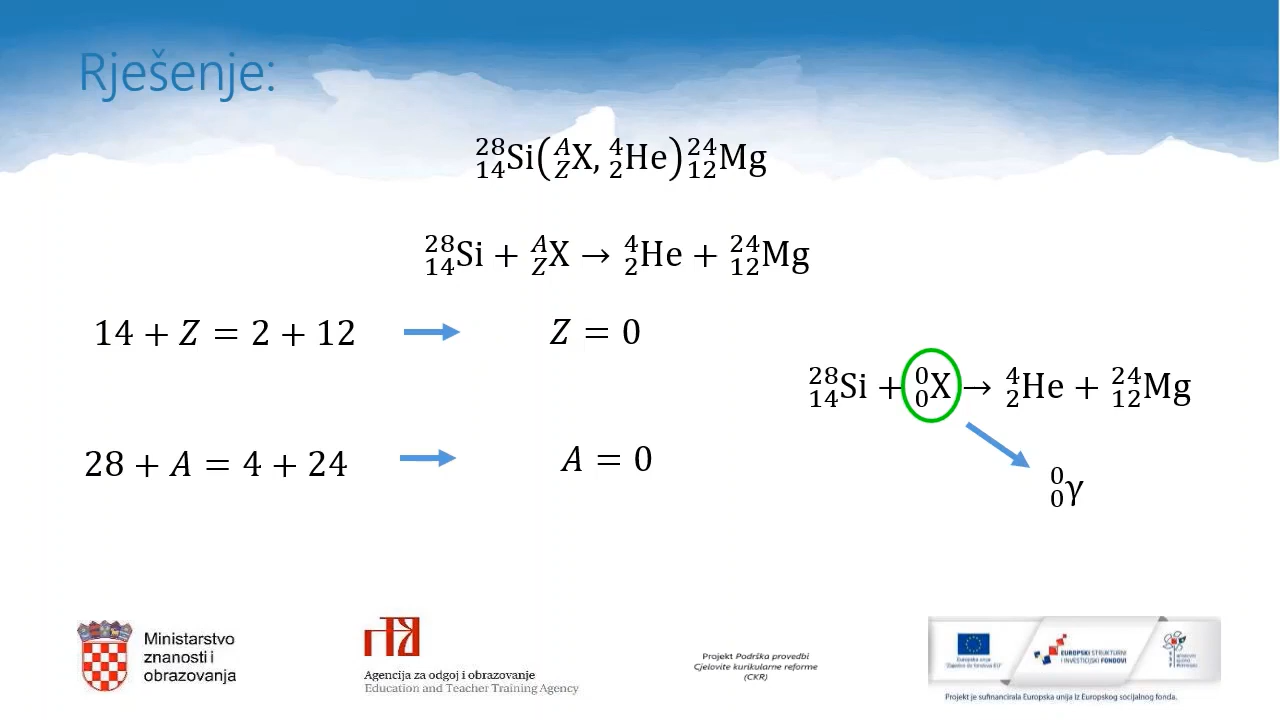 Rješenje:
²⁸₁₄Si(ᴬ_ZX, ⁴₂He)²⁴₁₂Mg
²⁸₁₄Si + ᴬ_ZX → ⁴₂He + ²⁴₁₂Mg
14 + Z = 2 + 12
Z = 0
²⁸₁₄Si + ⁰₀X → ⁴₂He + ²⁴₁₂Mg
28 + A = 4 + 24
A = 0
⁰₀γ
Ministarstvo
znanosti i
obrazovanja
Agencija za odgoj i obrazovanje
Education and Teacher Training Agency
Projekt Podrška provedbi
Cjelovite kurikularne reforme
(CKR)
Europska unija
"Zajedno do fondova EU"
EUROPSKI STRUKTURNI
I INVESTICIJSKI FONDOVI
Projekt je sufinancirala Europska unija iz Europskog socijalnog fonda.